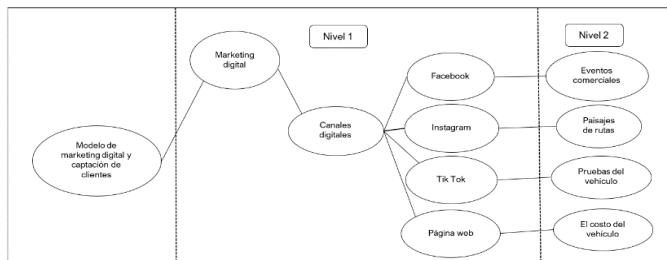 Nivel 1
Nivel 2
Marketing
digital
Facebook
Eventos
comerciales
Canales
digitales
Instagram
Paisajes
de rutas
Modelo de
marketing digital y
captación de
clientes
Tik Tok
Pruebas del
vehículo
Página web
El costo del
vehículo